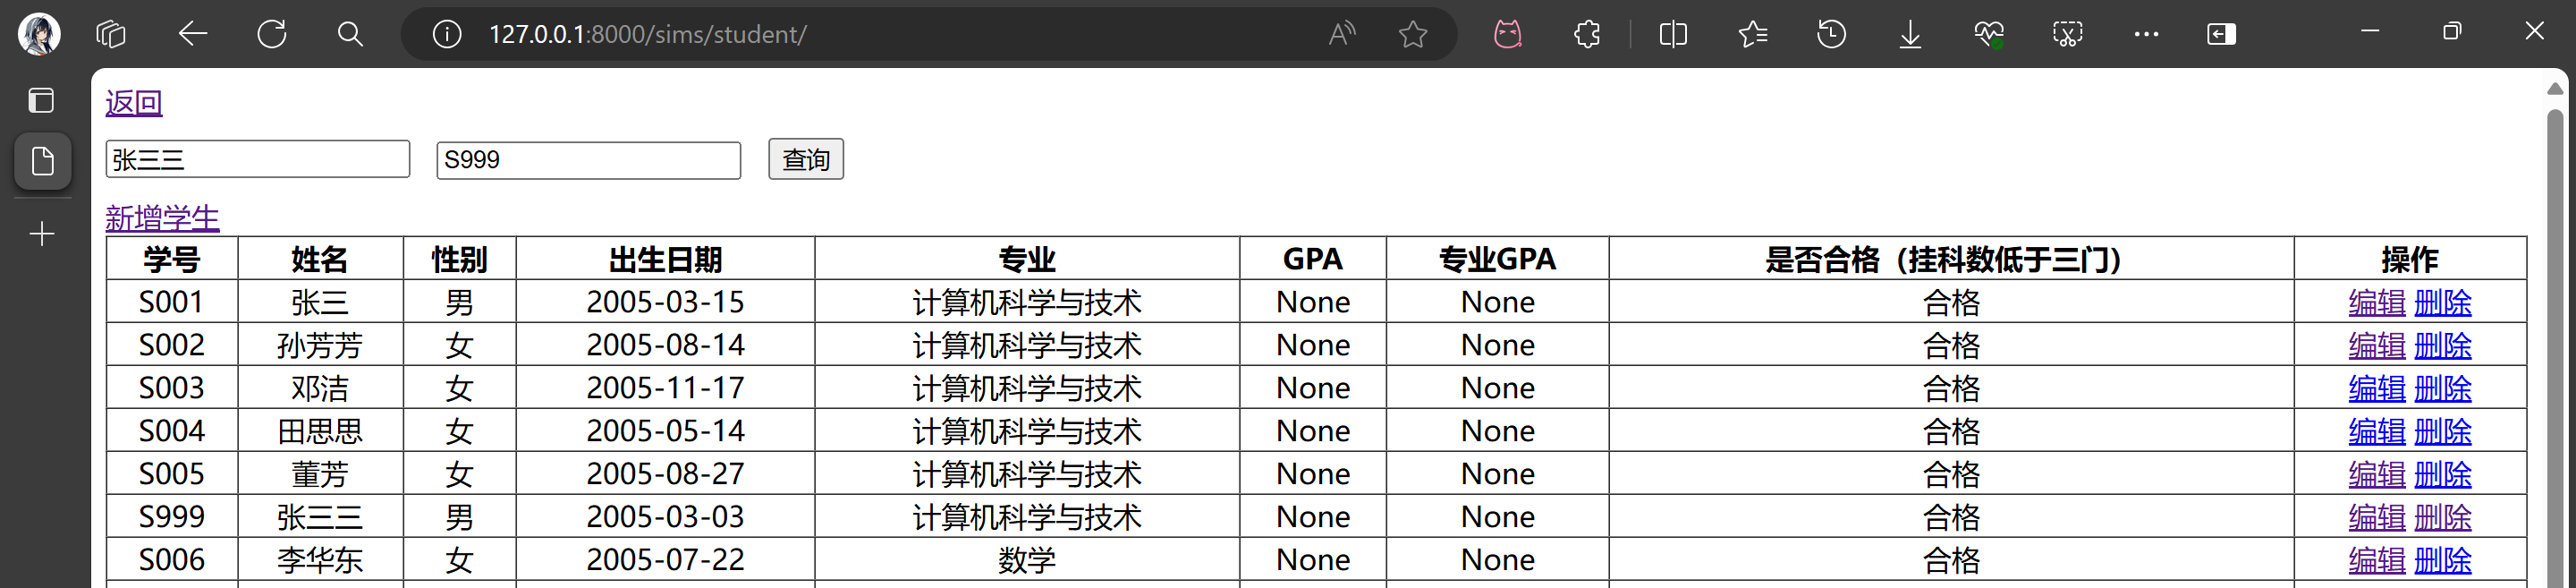 127.0.0.1:8000/sims/student/
返回
张三三 S999 查询
新增学生
学号 姓名 性别 出生日期 专业 GPA 专业GPA 是否合格（挂科数低于三门） 操作
S001 张三 男 2005-03-15 计算机科学与技术 None None 合格 编辑 删除
S002 孙芳芳 女 2005-08-14 计算机科学与技术 None None 合格 编辑 删除
S003 邓洁 女 2005-11-17 计算机科学与技术 None None 合格 编辑 删除
S004 田思思 女 2005-05-14 计算机科学与技术 None None 合格 编辑 删除
S005 董芳 女 2005-08-27 计算机科学与技术 None None 合格 编辑 删除
S999 张三三 男 2005-03-03 计算机科学与技术 None None 合格 编辑 删除
S006 李华东 女 2005-07-22 数学 None None 合格 编辑 删除